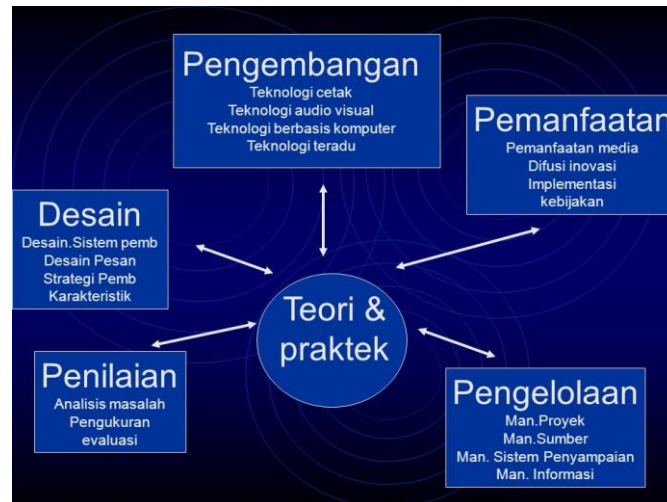 Pengembangan
Teknologi cetak
Teknologi audio visual
Teknologi berbasis komputer
Teknologi teradu
Pemanfaatan
Pemanfaatan media
Difusi inovasi
Implementasi
kebijakan
Desain
Desain.Sistem pemb
Desain Pesan
Strategi Pemb
Karakteristik
Teori &
praktek
Penilaian
Analisis masalah
Pengukuran
evaluasi
Pengelolaan
Man.Proyek
Man.Sumber
Man. Sistem Penyampaian
Man. Informasi